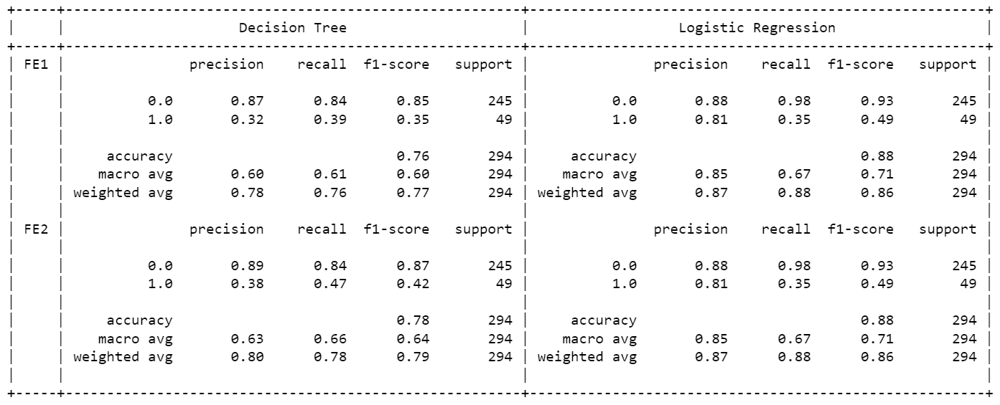 +-----+--------------------------------------------------------+--------------------------------------------------------+
|     |                     Decision Tree                      |                  Logistic Regression                   |
+-----+--------------------------------------------------------+--------------------------------------------------------+
| FE1 |               precision    recall  f1-score   support |               precision    recall  f1-score   support |
|     |                                                        |                                                        |
|     |          0.0       0.87      0.84      0.85       245 |          0.0       0.88      0.98      0.93       245 |
|     |          1.0       0.32      0.39      0.35        49 |          1.0       0.81      0.35      0.49        49 |
|     |                                                        |                                                        |
|     |     accuracy                           0.76       294 |     accuracy                           0.88       294 |
|     |    macro avg       0.60      0.61      0.60       294 |    macro avg       0.85      0.67      0.71       294 |
|     | weighted avg       0.78      0.76      0.77       294 | weighted avg       0.87      0.88      0.86       294 |
|     |                                                        |                                                        |
| FE2 |               precision    recall  f1-score   support |               precision    recall  f1-score   support |
|     |                                                        |                                                        |
|     |          0.0       0.89      0.84      0.87       245 |          0.0       0.88      0.98      0.93       245 |
|     |          1.0       0.38      0.47      0.42        49 |          1.0       0.81      0.35      0.49        49 |
|     |                                                        |                                                        |
|     |     accuracy                           0.78       294 |     accuracy                           0.88       294 |
|     |    macro avg       0.63      0.66      0.64       294 |    macro avg       0.85      0.67      0.71       294 |
|     | weighted avg       0.80      0.78      0.79       294 | weighted avg       0.87      0.88      0.86       294 |
|     |                                                        |                                                        |
+-----+--------------------------------------------------------+--------------------------------------------------------+